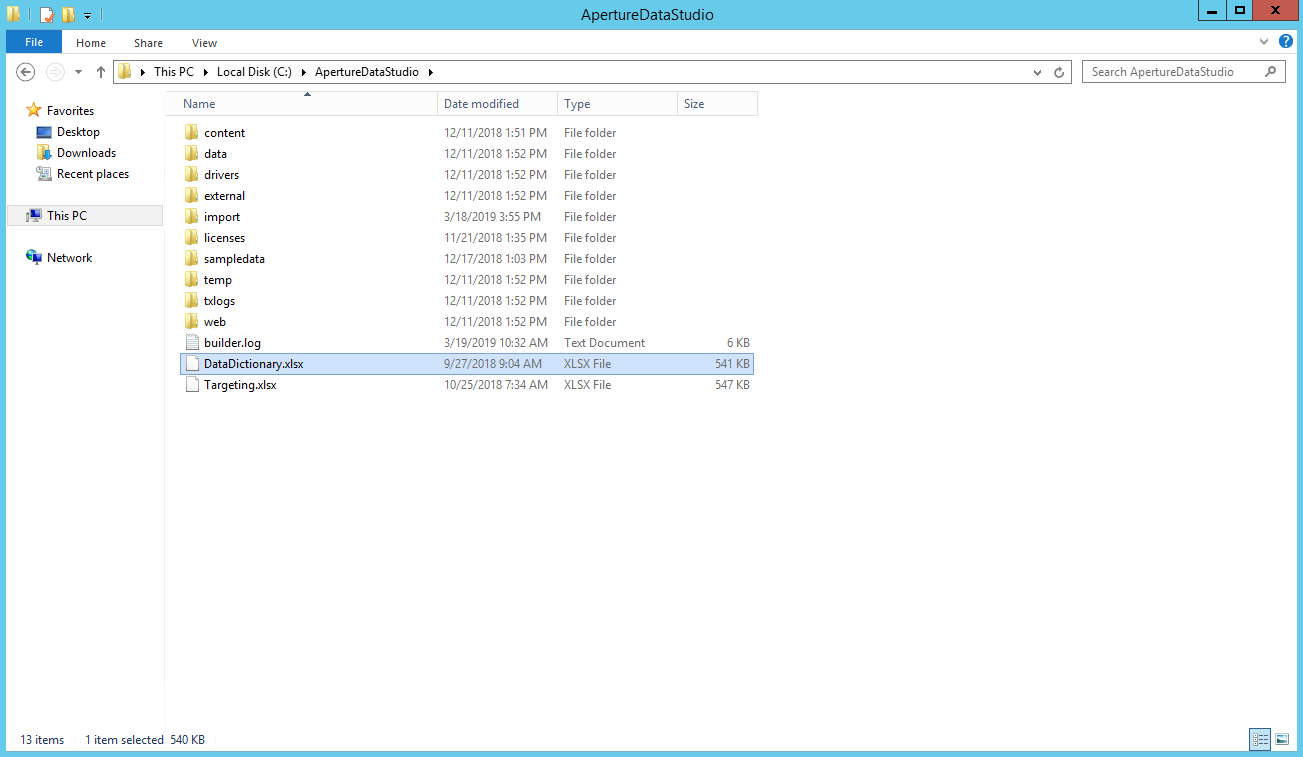 ApertureDataStudio
File Home Share View
This PC Local Disk (C:) ApertureDataStudio Search ApertureDataStudio
Name Date modified Type Size
Favorites
Desktop
Downloads
Recent places
This PC
Network
content 12/11/2018 1:51 PM File folder
data 12/11/2018 1:52 PM File folder
drivers 12/11/2018 1:52 PM File folder
external 12/11/2018 1:52 PM File folder
import 3/18/2019 3:55 PM File folder
licenses 11/21/2018 1:35 PM File folder
sampledata 12/17/2018 1:03 PM File folder
temp 12/11/2018 1:52 PM File folder
txlogs 12/11/2018 1:52 PM File folder
web 12/11/2018 1:52 PM File folder
builder.log 3/19/2019 10:32 AM Text Document 6 KB
DataDictionary.xlsx 9/27/2018 9:04 AM XLSX File 541 KB
Targeting.xlsx 10/25/2018 7:34 AM XLSX File 547 KB
13 items 1 item selected 540 KB